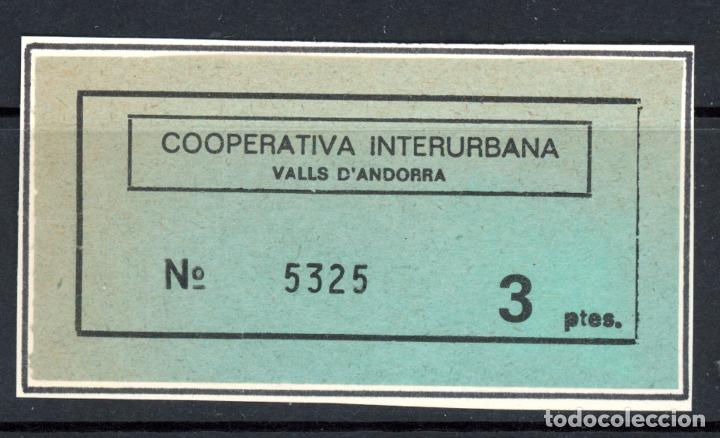 COOPERATIVA INTERURBANA
VALLS D'ANDORRA
Nº 5325 3 ptes.
todocoleccion